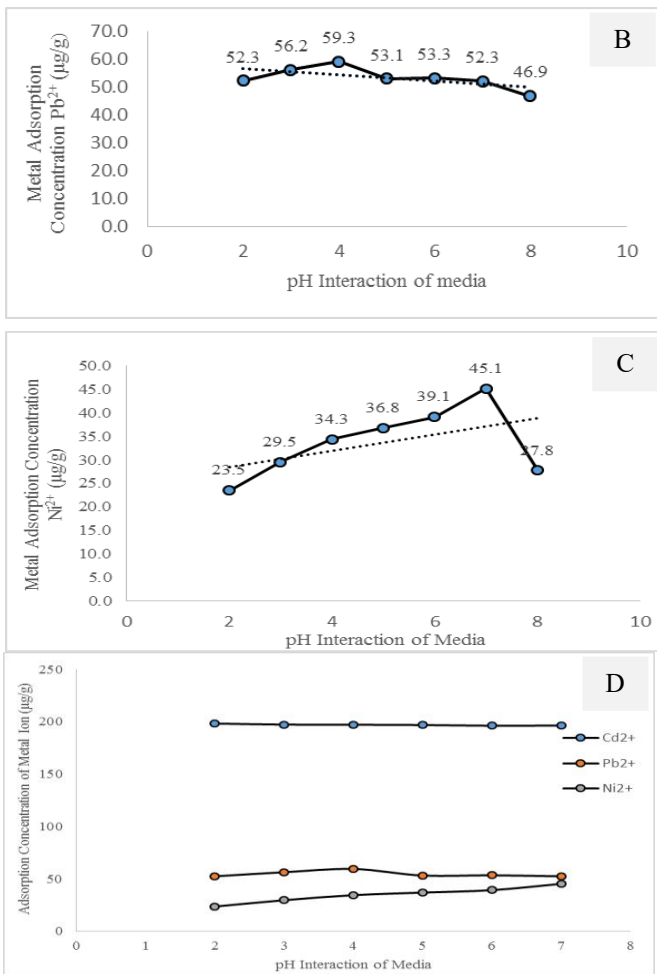 B
Metal Adsorption
Concentration Pb²⁺ (µg/g)
70.0
60.0
50.0
40.0
30.0
20.0
10.0
0.0
52.3
56.2
59.3
53.1
53.3
52.3
46.9
0 2 4 6 8 10
pH Interaction of media
C
Metal Adsorption Concentration
Ni²⁺ (µg/g)
50.0
45.0
40.0
35.0
30.0
25.0
20.0
15.0
10.0
5.0
0.0
23.5
29.5
34.3
36.8
39.1
45.1
27.8
0 2 4 6 8 10
pH Interaction of Media
D
Adsorption Concentration of Metal Ion (µg/g)
250
200
150
100
50
0
Cd2+
Pb2+
Ni2+
0 1 2 3 4 5 6 7 8
pH Interaction of Media